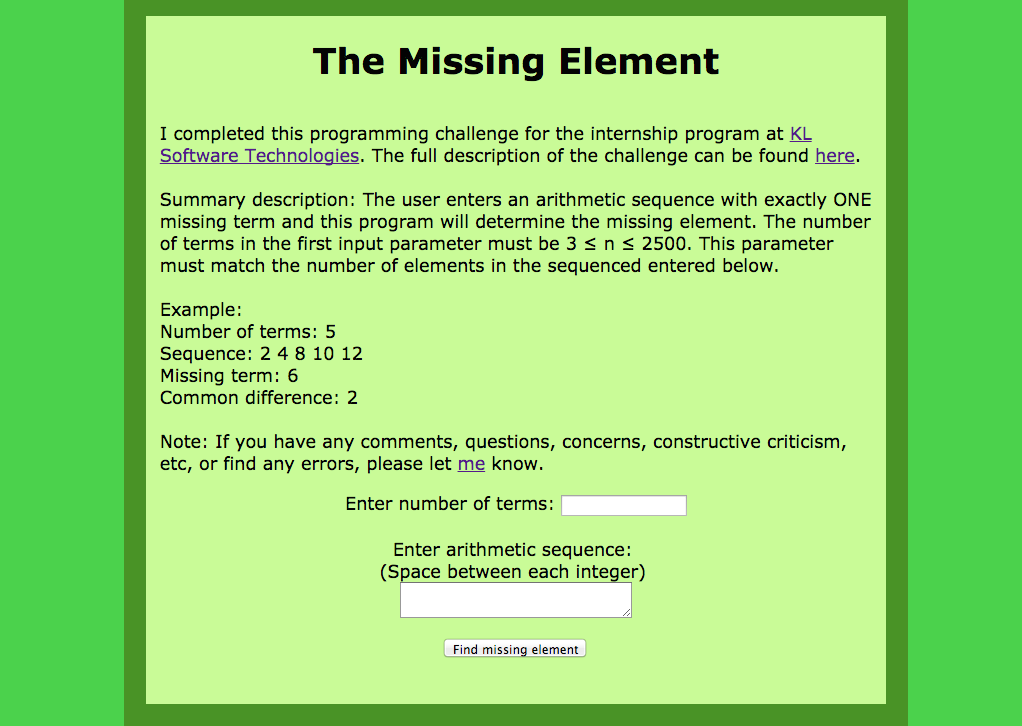 The Missing Element
I completed this programming challenge for the internship program at KL
Software Technologies. The full description of the challenge can be found here.
Summary description: The user enters an arithmetic sequence with exactly ONE
missing term and this program will determine the missing element. The number
of terms in the first input parameter must be 3 ≤ n ≤ 2500. This parameter
must match the number of elements in the sequenced entered below.
Example:
Number of terms: 5
Sequence: 2 4 8 10 12
Missing term: 6
Common difference: 2
Note: If you have any comments, questions, concerns, constructive criticism,
etc, or find any errors, please let me know.
Enter number of terms:
Enter arithmetic sequence:
(Space between each integer)
Find missing element